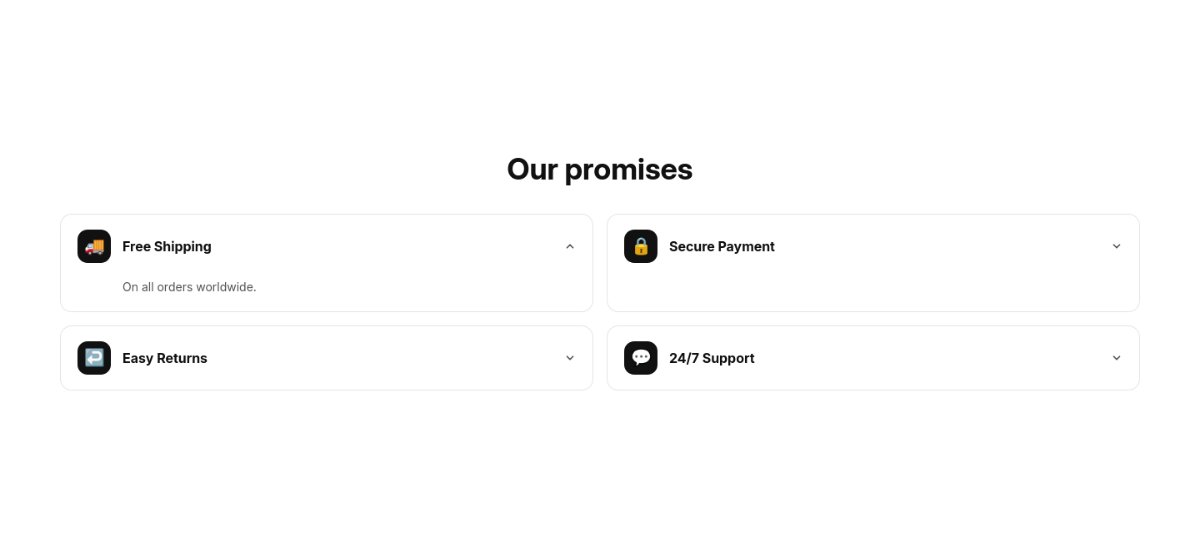 Our promises
Free Shipping
On all orders worldwide.
Secure Payment
Easy Returns
24/7 Support